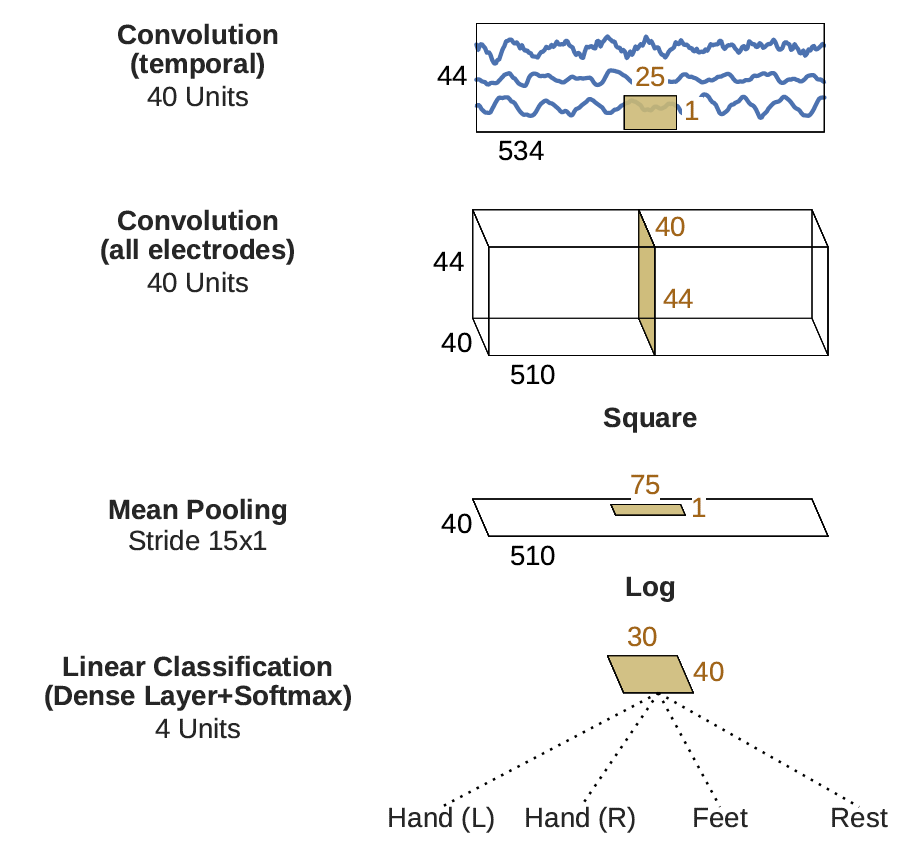 Convolution
(temporal)
40 Units
44
25
1
534
Convolution
(all electrodes)
40 Units
44
40
40
44
510
Square
Mean Pooling
Stride 15x1
40
75
1
510
Log
Linear Classification
(Dense Layer+Softmax)
4 Units
30
40
Hand (L) Hand (R) Feet Rest